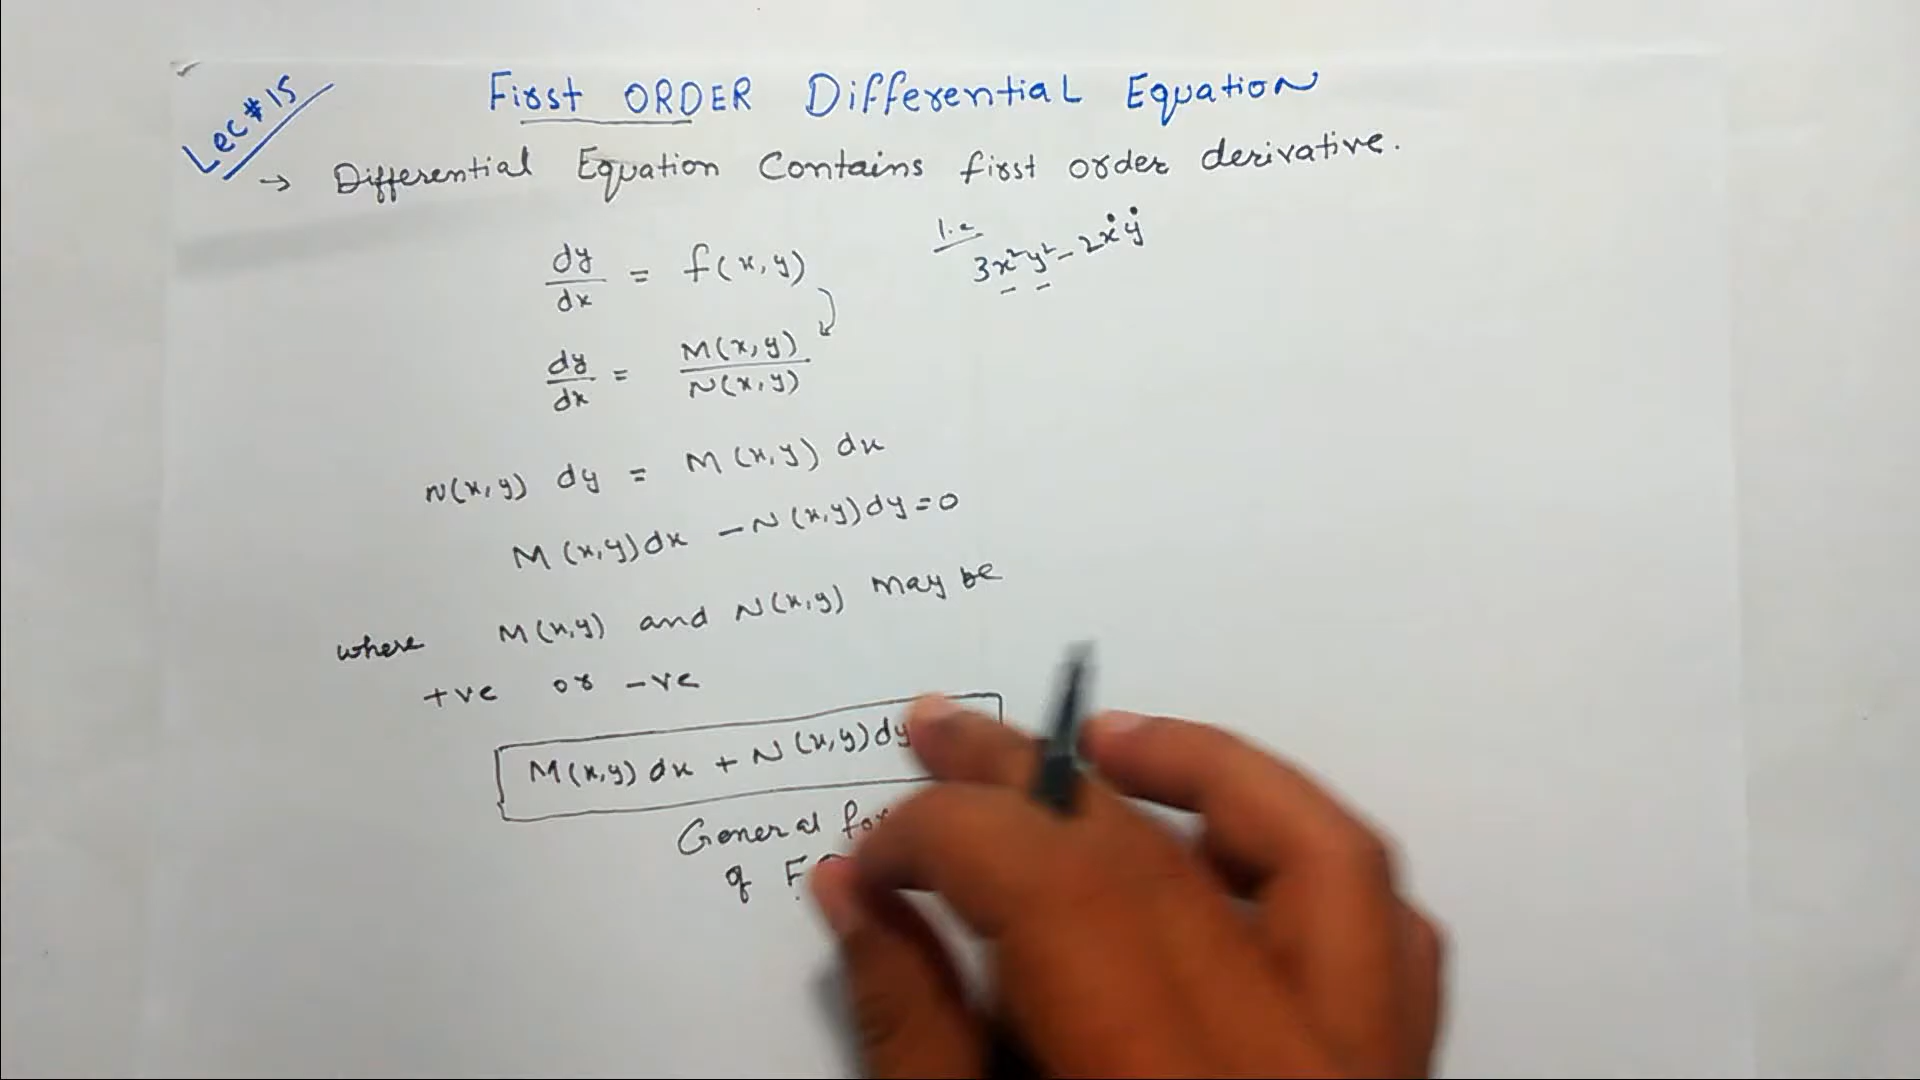 Lec#15
First ORDER Differential Equation
→ Differential Equation Contains first order derivative.
dy/dx = f(x,y)
i.e
3x²y² - 2xy
dy/dx = M(x,y)/N(x,y)
N(x,y) dy = M(x,y) dx
M(x,y)dx - N(x,y)dy=0
where M(x,y) and N(x,y) may be
+ve or -ve
M(x,y) dx + N(x,y)dy
General
of